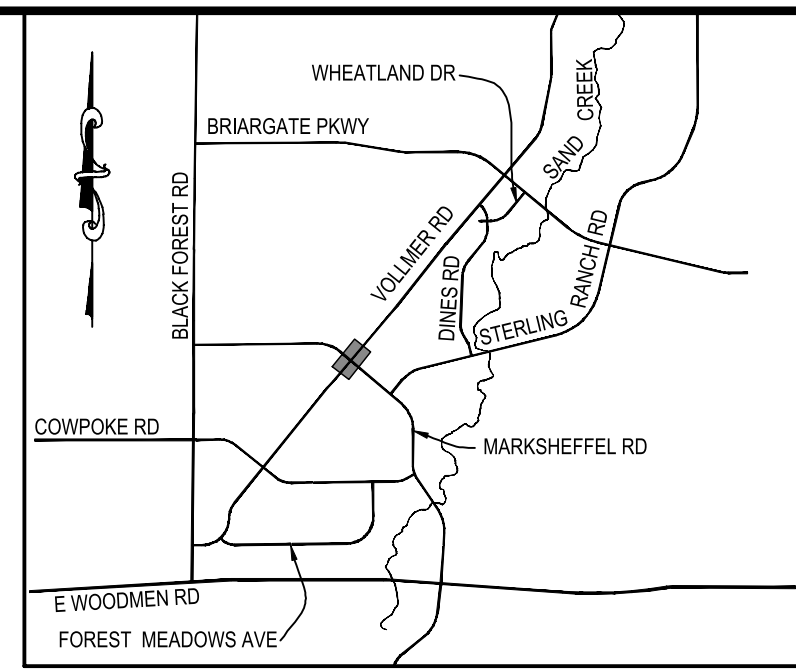 WHEATLAND DR
SAND CREEK
BRIARGATE PKWY
BLACK FOREST RD
VOLLMER RD
DINES RD
STERLING RANCH RD
COWPOKE RD
MARKSHEFFEL RD
E WOODMEN RD
FOREST MEADOWS AVE